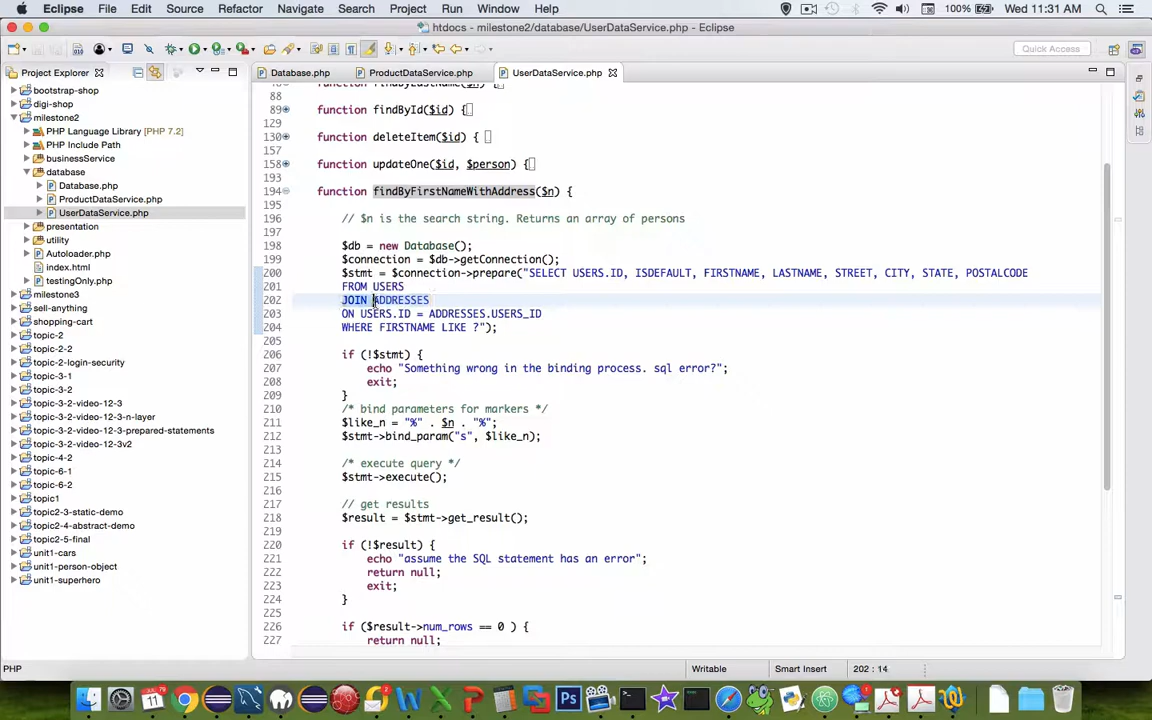 Eclipse File Edit Source Refactor Navigate Search Project Run Window Help 100% Wed 11:31 AM
htdocs - milestone2/database/UserDataService.php - Eclipse
Quick Access
Project Explorer
Database.php ProductDataService.php UserDataService.php
bootstrap-shop
digi-shop
milestone2
PHP Language Library [PHP 7.2]
PHP Include Path
businessService
database
Database.php
ProductDataService.php
UserDataService.php
presentation
utility
Autoloader.php
index.html
testingOnly.php
milestone3
sell-anything
shopping-cart
topic-2
topic-2-2
topic-2-login-security
topic-3-1
topic-3-2
topic-3-2-video-12-3
topic-3-2-video-12-3-n-layer
topic-3-2-video-12-3-prepared-statements
topic-3-2-video-12-3v2
topic-4-2
topic-6-1
topic-6-2
topic1
topic2-3-static-demo
topic2-4-abstract-demo
topic2-5-final
unit1-cars
unit1-person-object
unit1-superhero
88
89 function findById($id) {
130 function deleteItem($id) {
157
158 function updateOne($id, $person) {
193
194 function findByFirstNameWithAddress($n) {
195
196 // $n is the search string. Returns an array of persons
197
198 $db = new Database();
199 $connection = $db->getConnection();
200 $stmt = $connection->prepare("SELECT USERS.ID, ISDEFAULT, FIRSTNAME, LASTNAME, STREET, CITY, STATE, POSTALCODE
201 FROM USERS
202 JOIN ADDRESSES
203 ON USERS.ID = ADDRESSES.USERS_ID
204 WHERE FIRSTNAME LIKE ?");
205
206 if (!$stmt) {
207 echo "Something wrong in the binding process. sql error?";
208 exit;
209 }
210 /* bind parameters for markers */
211 $like_n = "%" . $n . "%";
212 $stmt->bind_param("s", $like_n);
213
214 /* execute query */
215 $stmt->execute();
216
217 // get results
218 $result = $stmt->get_result();
219
220 if (!$result) {
221 echo "assume the SQL statement has an error";
222 return null;
223 exit;
224 }
225
226 if ($result->num_rows == 0 ) {
227 return null;
PHP Writable Smart Insert 202 : 14